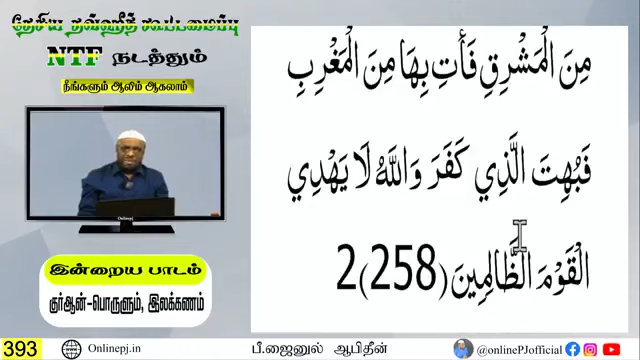 தேசிய தவ்ஹீத் கூட்டமைப்பு
NTF நடத்தும்
நீங்களும் ஆலிம் ஆகலாம்
Onlinepj
இன்றைய பாடம்
குர்ஆன்-பொருளும், இலக்கணம்
مِنَ الْمَشْرِقِ فَأْتِ بِهَا مِنَ الْمَغْرِبِ
فَبُهِتَ الَّذِي كَفَرَ وَاللَّهُ لَا يَهْدِي
الْقَوْمَ الظَّالِمِينَ (258)2
393
Onlinepj.in
பீ.ஜைனுல் ஆபிதீன்
@onlinePJofficial